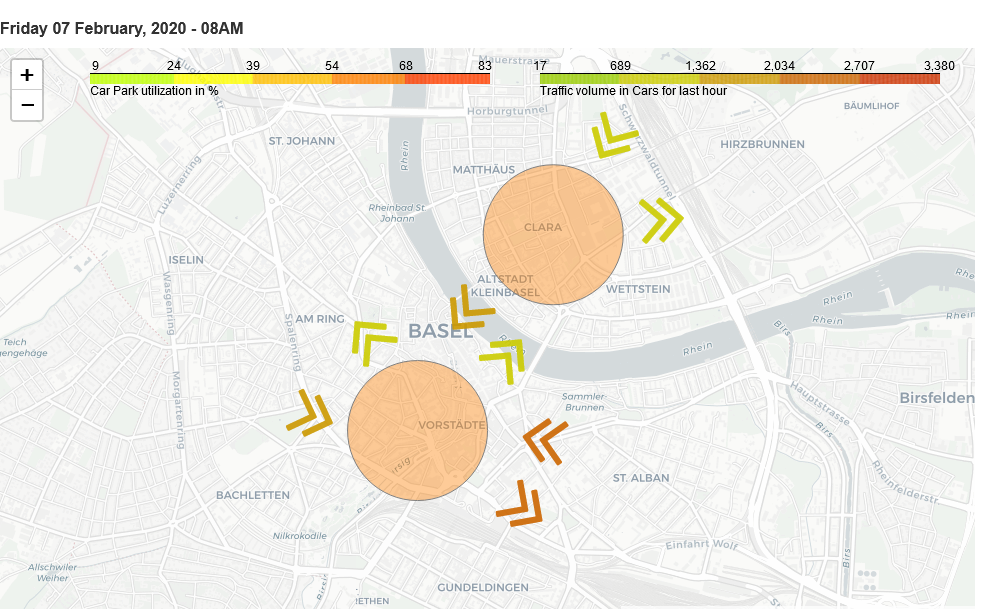 Friday 07 February, 2020 - 08AM
+
−
9 24 39 54 68 83
Car Park utilization in %
17 689 1,362 2,034 2,707 3,380
Traffic volume in Cars for last hour
Mauerstrasse
Horburgtunnel
BÄUMLIHOF
Schwarzwaldtunnel
ST. JOHANN
Rhein
HIRZBRUNNEN
MATTHÄUS
Luzernerring
Rheinbad St.
Johann
CLARA
ISELIN
ALTSTADT
KLEINBASEL
WETTSTEIN
Wasgenring
Rhein
Rhein
Rhein
AM RING
BASEL
Spalenring
Birs
Rhein
Teich
Morgartenring
Hauptstrasse
Sammler-
Brunnen
Birsfelden
VORSTÄDTE
Birs
ST. ALBAN
BACHLETTEN
Rheinfelderstr.
Nilkrokodile
Einfahrt Wolf
Birs
Allschwiler
Weiher
GUNDELDINGEN